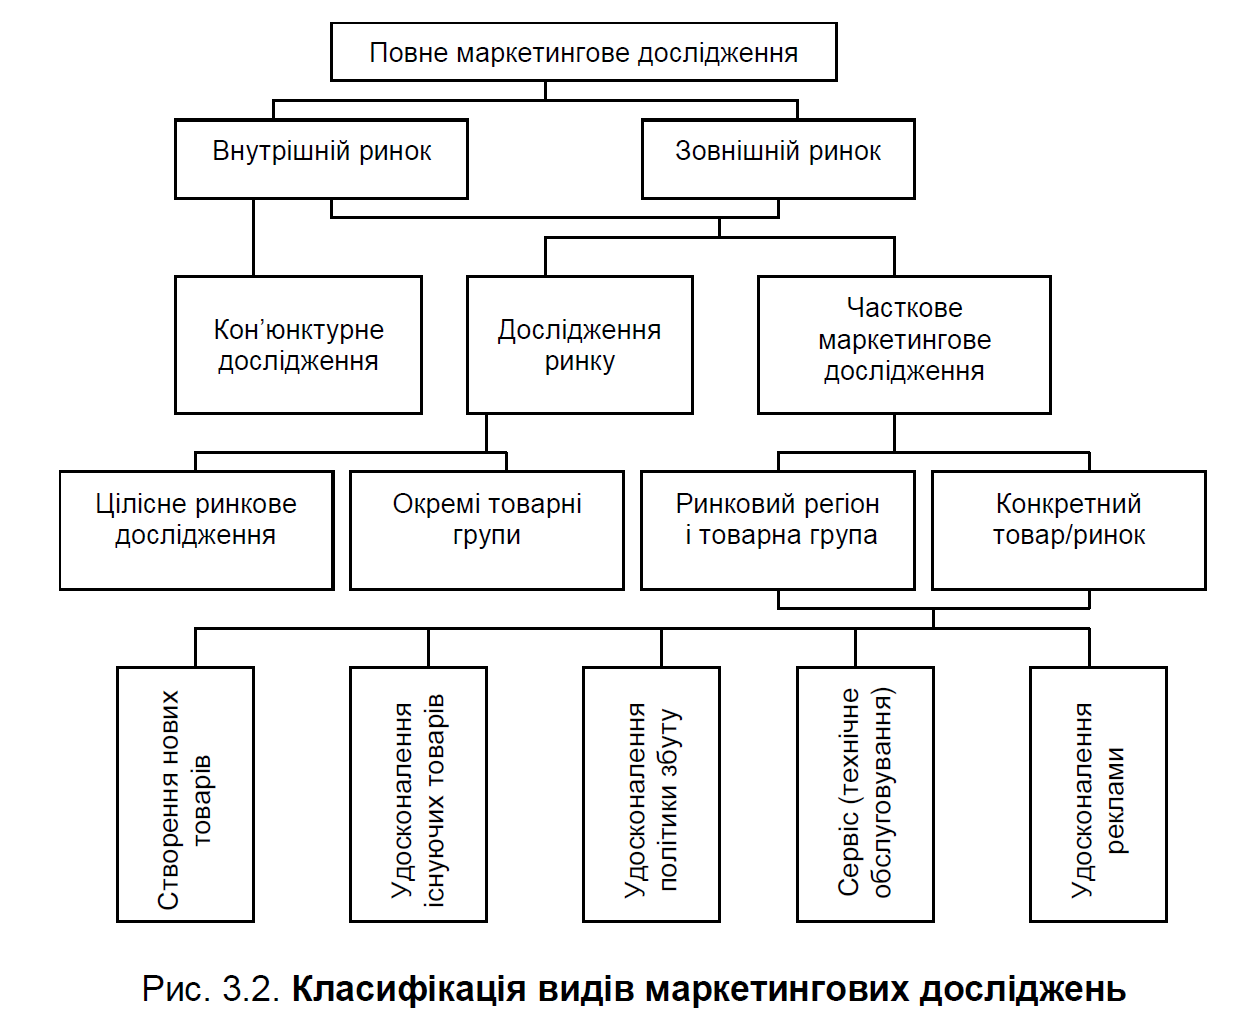 Повне маркетингове дослідження
Внутрішній ринок
Зовнішній ринок
Кон’юнктурне
дослідження
Дослідження
ринку
Часткове
маркетингове
дослідження
Цілісне ринкове
дослідження
Окремі товарні
групи
Ринковий регіон
і товарна група
Конкретний
товар/ринок
Створення нових
товарів
Удосконалення
існуючих товарів
Удосконалення
політики збуту
Сервіс (технічне
обслуговування)
Удосконалення
реклами
Рис. 3.2. Класифікація видів маркетингових досліджень